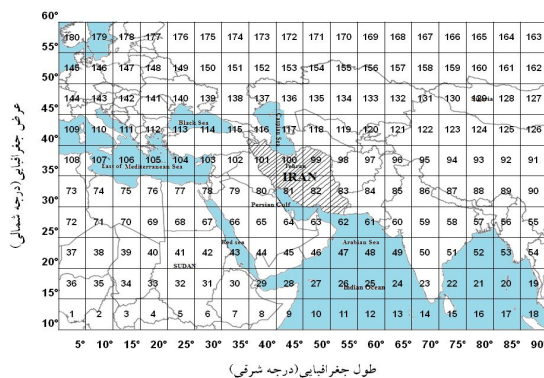 60°
180 179 178 177 176 175 174 173 172 171 170 169 168 167 166 165 164 163
55°
145 146 147 148 149 150 151 152 153 154 155 156 157 158 159 160 161 162
50°
144 143 142 141 140 139 138 137 136 135 134 133 132 131 130 129 128 127
45°
Black Sea
Caspian Sea
109 110 111 112 113 114 115 116 117 118 119 120 121 122 123 124 125 126
40°
108 107 106 105 104 103 102 101 100 99 98 97 96 95 94 93 92 91
East of Mediterranean Sea
Tehran
35°
IRAN
73 74 75 76 77 78 79 80 81 82 83 84 85 86 87 88 89 90
Persian Gulf
30°
72 71 70 69 68 67 66 65 64 63 62 61 60 59 58 57 56 55
25°
Red sea
Arabian Sea
37 38 39 40 41 42 43 44 45 46 47 48 49 50 51 52 53 54
20°
SUDAN
36 35 34 33 32 31 30 29 28 27 26 25 24 23 22 21 20 19
Indian Ocean
15°
1 2 3 4 5 6 7 8 9 10 11 12 13 14 15 16 17 18
10°
5° 10° 15° 20° 25° 30° 35° 40° 45° 50° 55° 60° 65° 70° 75° 80° 85° 90°
عرض جغرافیایی(درجه شمالی)
طول جغرافیایی(درجه شرقی)